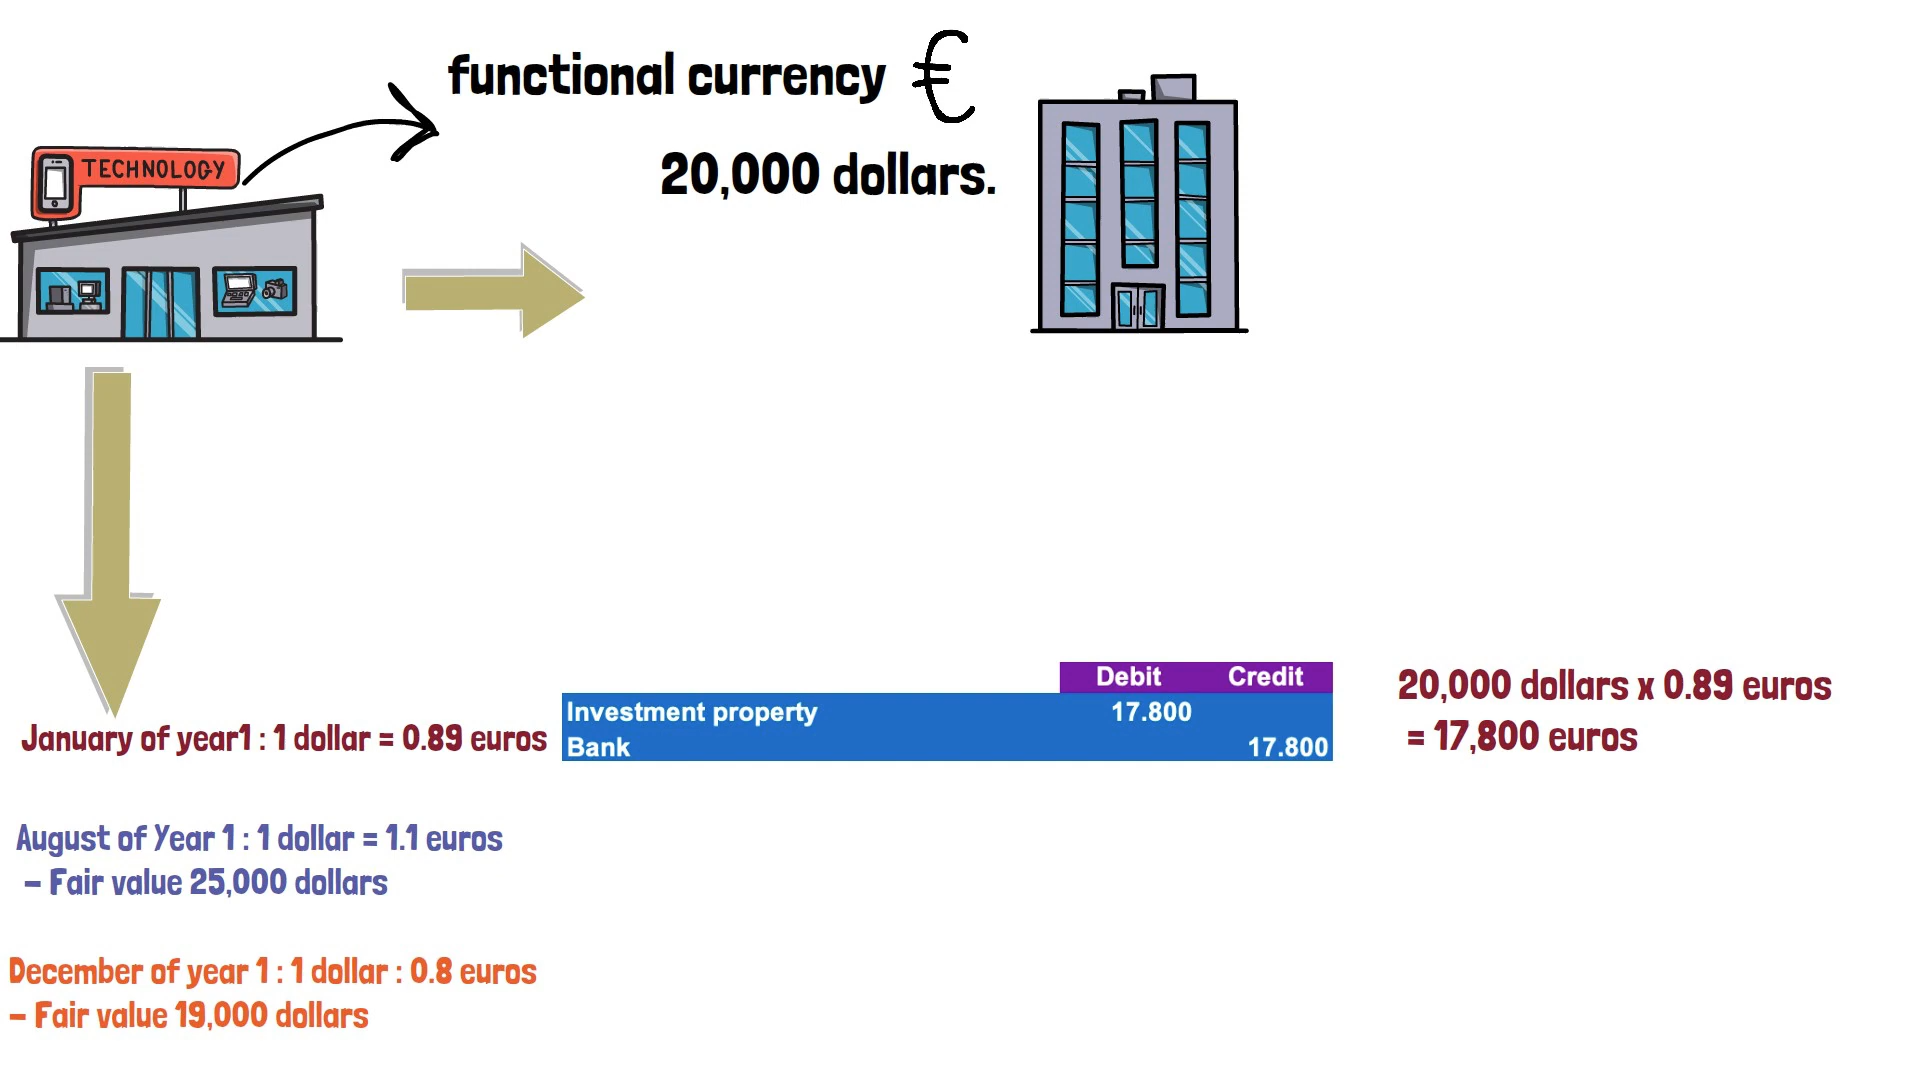 functional currency €
20,000 dollars.
TECHNOLOGY
Debit Credit
Investment property 17.800
Bank 17.800
20,000 dollars x 0.89 euros
= 17,800 euros
January of year1 : 1 dollar = 0.89 euros
August of Year 1 : 1 dollar = 1.1 euros
– Fair value 25,000 dollars
December of year 1 : 1 dollar : 0.8 euros
– Fair value 19,000 dollars